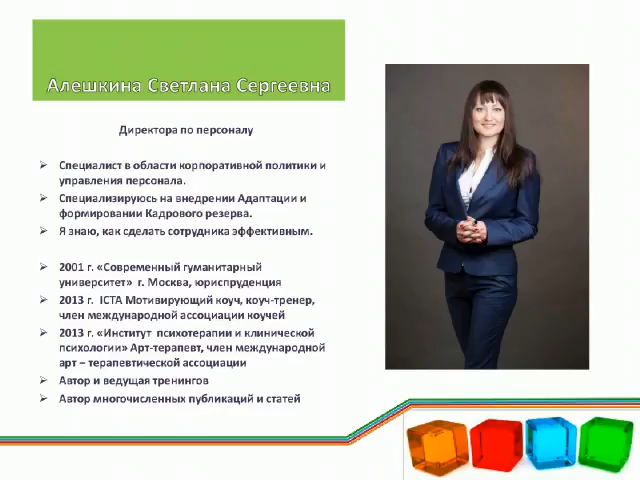 Алешкина Светлана Сергеевна
Директора по персоналу
Специалист в области корпоративной политики и
управления персонала.
Специализируюсь на внедрении Адаптации и
формировании Кадрового резерва.
Я знаю, как сделать сотрудника эффективным.
2001 г. «Современный гуманитарный
университет» г. Москва, юриспруденция
2013 г. ICTA Мотивирующий коуч, коуч-тренер,
член международной ассоциации коучей
2013 г. «Институт психотерапии и клинической
психологии» Арт-терапевт, член международной
арт – терапевтической ассоциации
Автор и ведущая тренингов
Автор многочисленных публикаций и статей